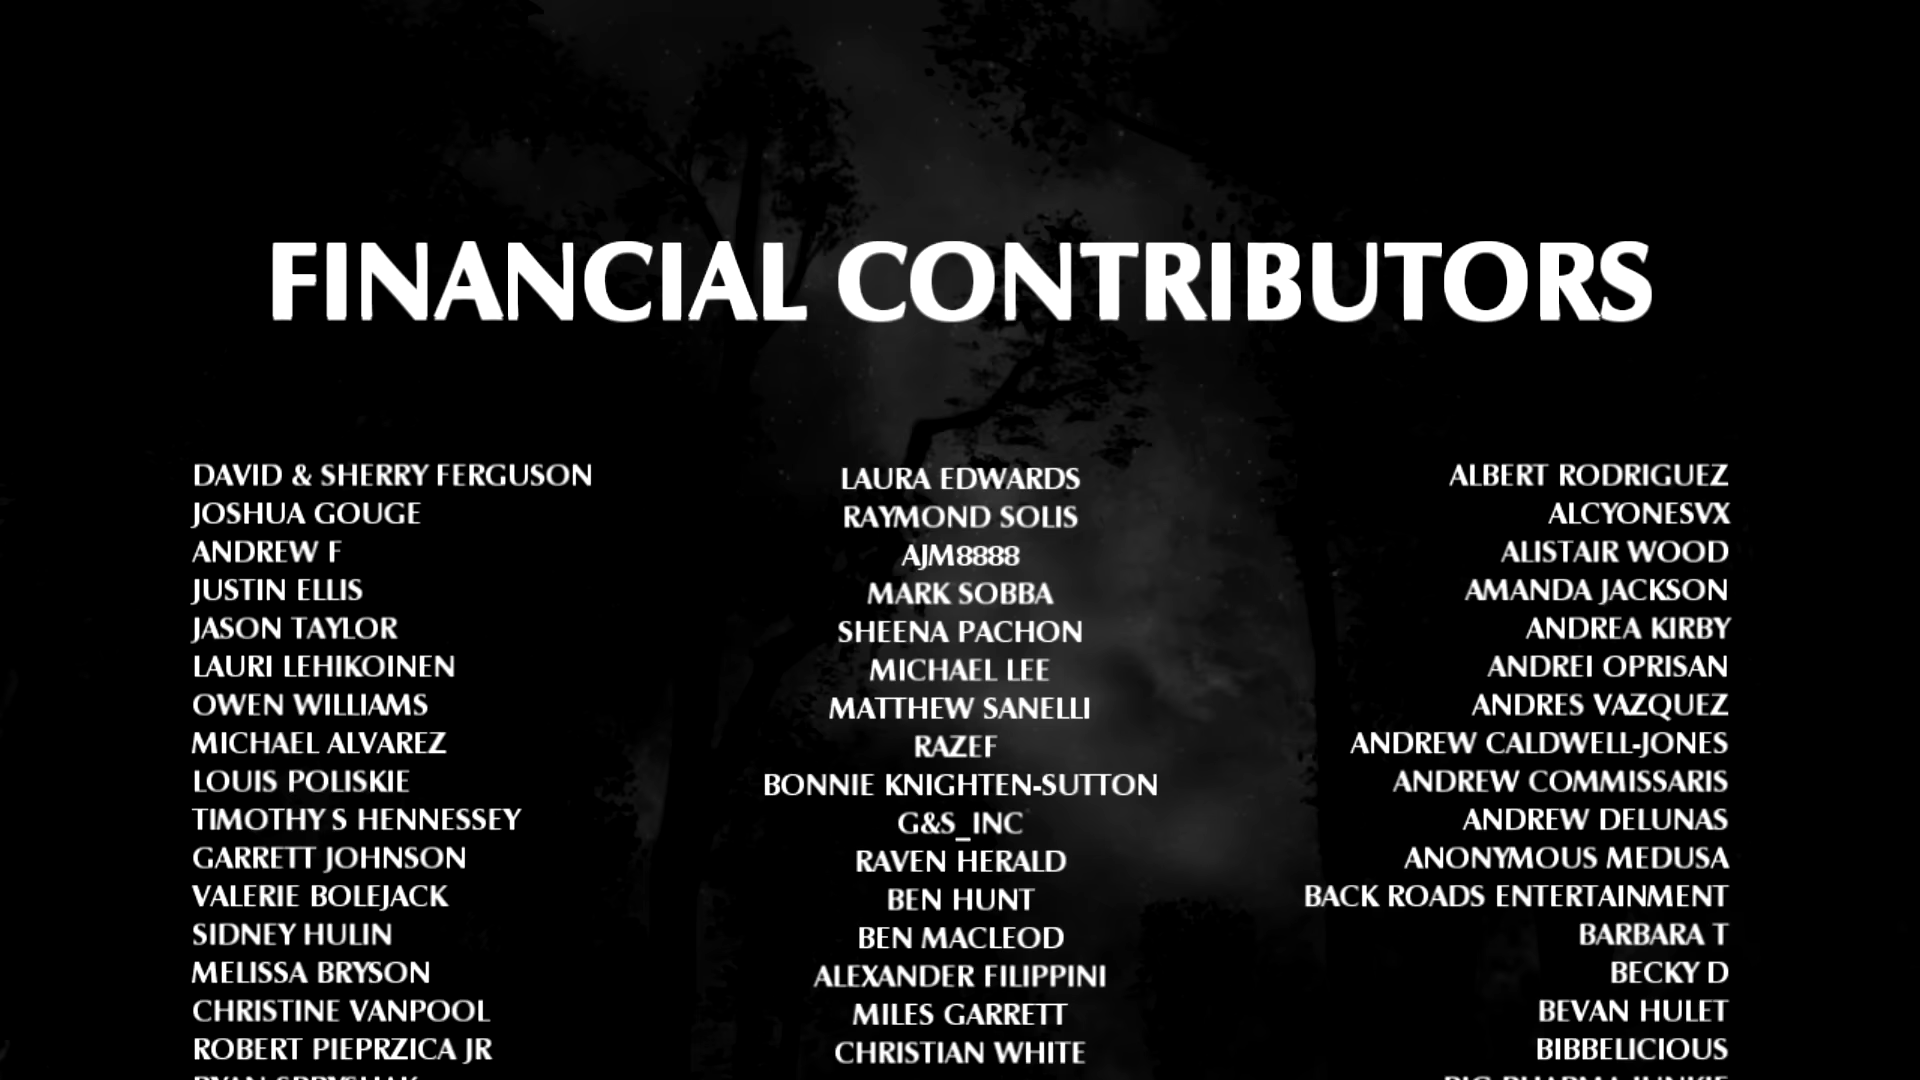 FINANCIAL CONTRIBUTORS
DAVID & SHERRY FERGUSON
JOSHUA GOUGE
ANDREW F
JUSTIN ELLIS
JASON TAYLOR
LAURI LEHIKOINEN
OWEN WILLIAMS
MICHAEL ALVAREZ
LOUIS POLISKIE
TIMOTHY S HENNESSEY
GARRETT JOHNSON
VALERIE BOLEJACK
SIDNEY HULIN
MELISSA BRYSON
CHRISTINE VANPOOL
ROBERT PIEPRZICA JR
LAURA EDWARDS
RAYMOND SOLIS
AJM8888
MARK SOBBA
SHEENA PACHON
MICHAEL LEE
MATTHEW SANELLI
RAZEF
BONNIE KNIGHTEN-SUTTON
G&S_INC
RAVEN HERALD
BEN HUNT
BEN MACLEOD
ALEXANDER FILIPPINI
MILES GARRETT
CHRISTIAN WHITE
ALBERT RODRIGUEZ
ALCYONESVX
ALISTAIR WOOD
AMANDA JACKSON
ANDREA KIRBY
ANDREI OPRISAN
ANDRES VAZQUEZ
ANDREW CALDWELL-JONES
ANDREW COMMISSARIS
ANDREW DELUNAS
ANONYMOUS MEDUSA
BACK ROADS ENTERTAINMENT
BARBARA T
BECKY D
BEVAN HULET
BIBBELICIOUS